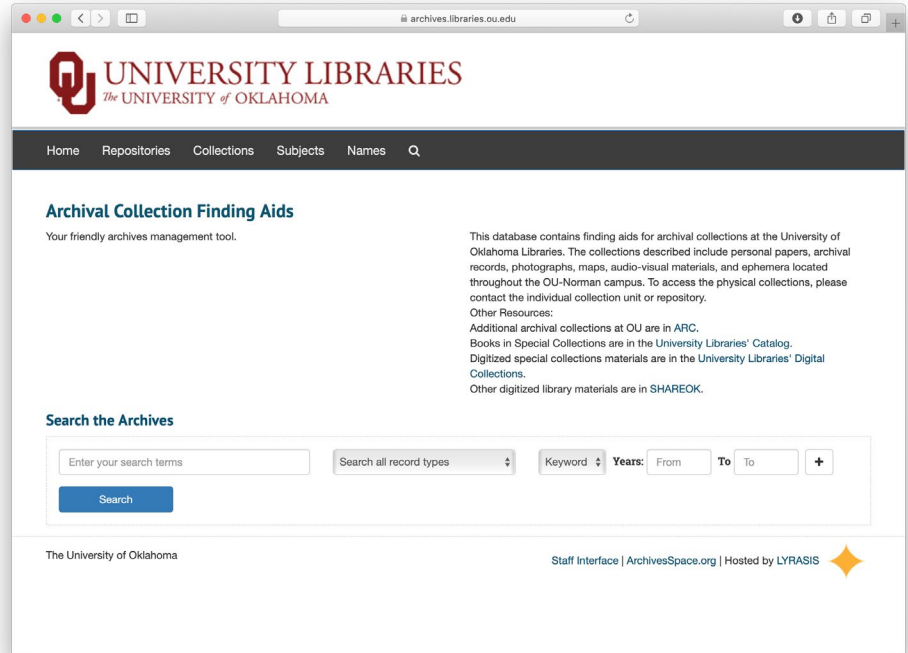 archives.libraries.ou.edu
UNIVERSITY LIBRARIES
The UNIVERSITY of OKLAHOMA
Home Repositories Collections Subjects Names
Archival Collection Finding Aids
Your friendly archives management tool.
This database contains finding aids for archival collections at the University of
Oklahoma Libraries. The collections described include personal papers, archival
records, photographs, maps, audio-visual materials, and ephemera located
throughout the OU-Norman campus. To access the physical collections, please
contact the individual collection unit or repository.
Other Resources:
Additional archival collections at OU are in ARC.
Books in Special Collections are in the University Libraries' Catalog.
Digitized special collections materials are in the University Libraries' Digital
Collections.
Other digitized library materials are in SHAREOK.
Search the Archives
Enter your search terms Search all record types Keyword Years: From To To +
Search
The University of Oklahoma
Staff Interface | ArchivesSpace.org | Hosted by LYRASIS